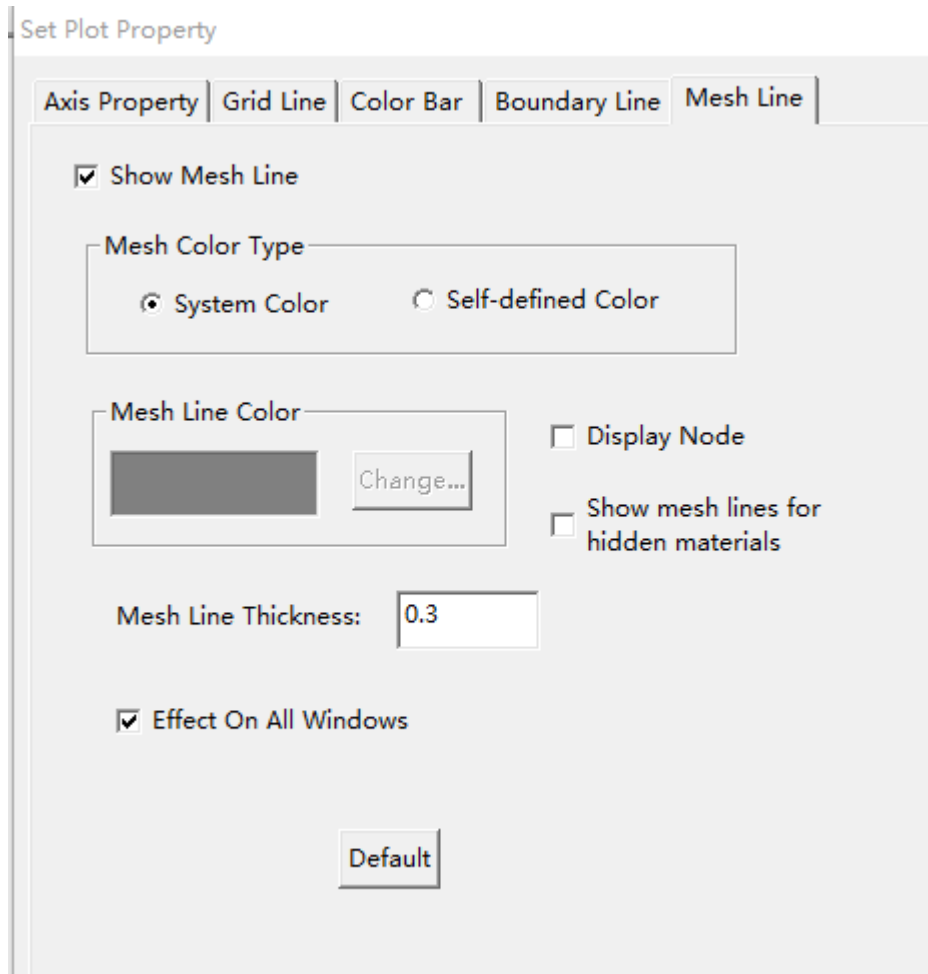 Set Plot Property
Axis Property Grid Line Color Bar Boundary Line Mesh Line
Show Mesh Line
Mesh Color Type
System Color Self-defined Color
Mesh Line Color
Change...
Display Node
Show mesh lines for
hidden materials
Mesh Line Thickness: 0.3
Effect On All Windows
Default